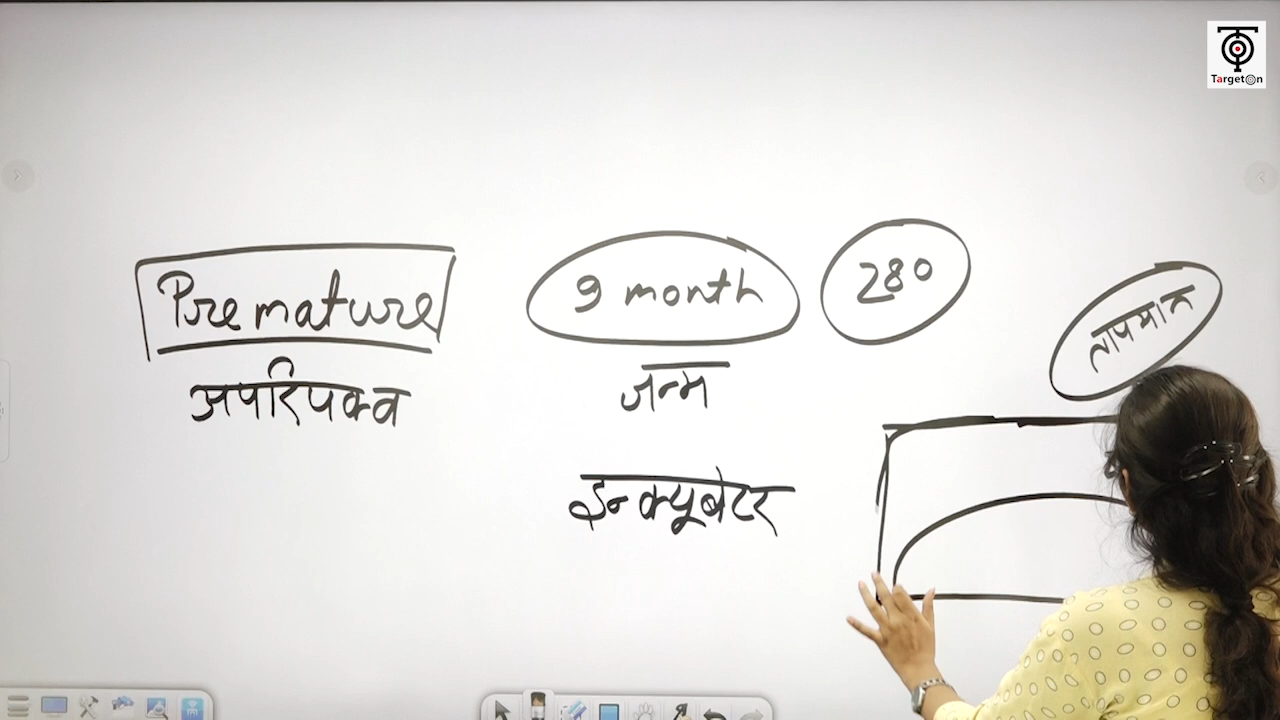 TargetOn
Premature
9 month
280
तापमान
अपरिपक्व
जन्म
इन्क्यूबेटर